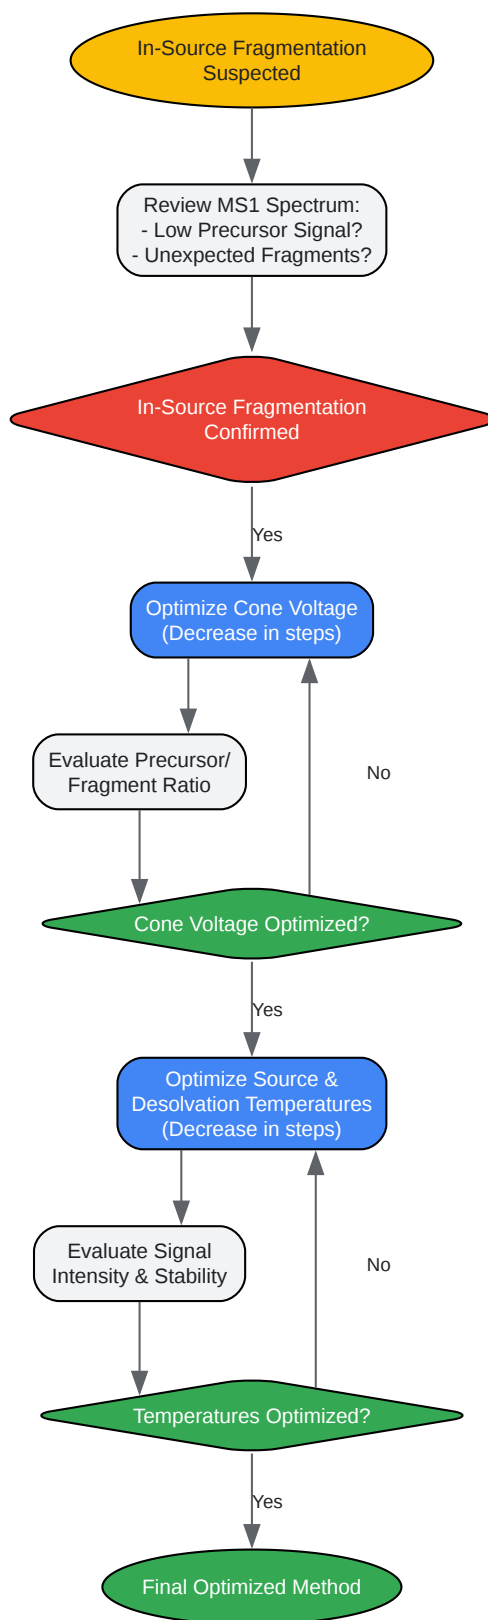 In-Source Fragmentation
Suspected
Review MS1 Spectrum:
- Low Precursor Signal?
- Unexpected Fragments?
In-Source Fragmentation
Confirmed
Yes
Optimize Cone Voltage
(Decrease in steps)
Evaluate Precursor/
Fragment Ratio
No
Cone Voltage Optimized?
Yes
Optimize Source &
Desolvation Temperatures
(Decrease in steps)
Evaluate Signal
Intensity & Stability
No
Temperatures Optimized?
Yes
Final Optimized Method